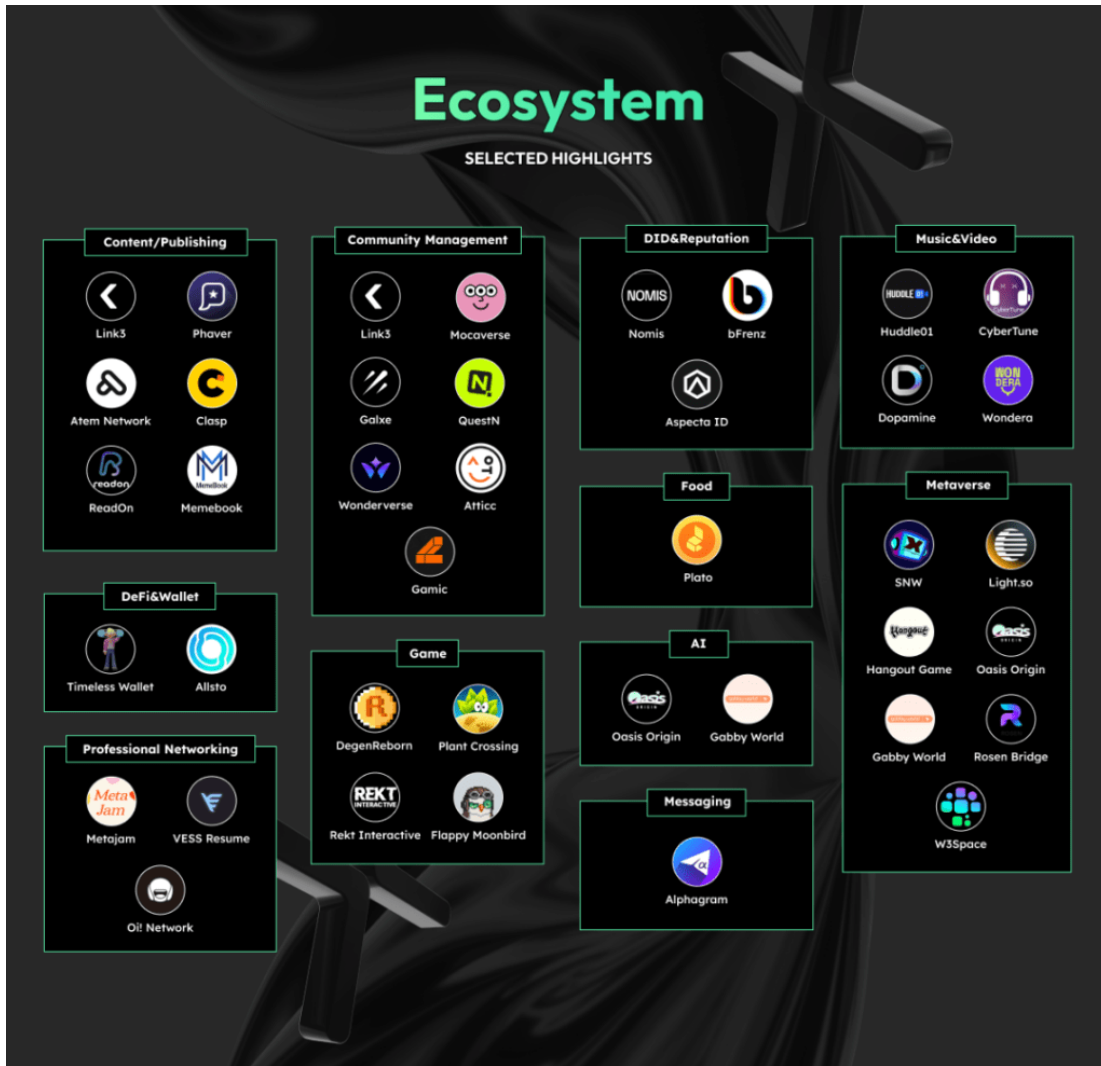 Ecosystem
SELECTED HIGHLIGHTS
Content/Publishing
Link3
Phaver
Atem Network
Clasp
readon
MemeBook
ReadOn
Memebook
DeFi&Wallet
Timeless Wallet
Allsto
Professional Networking
Meta
Jam
Metajam
VESS Resume
Oi! Network
Community Management
Link3
Mocaverse
Galxe
QuestN
Wonderverse
Atticc
Gamic
Game
DegenReborn
Plant Crossing
REKT
INTERACTIVE
Rekt Interactive
Flappy Moonbird
DID&Reputation
NOMIS
Nomis
bFrenz
Aspecta ID
Food
Plato
AI
Oasis
ORIGIN
Oasis Origin
Gabby World
Messaging
Alphagram
Music&Video
HUDDLE 01
CyberTune
Huddle01
CyberTune
WON
DERA
Dopamine
Wondera
Metaverse
SNW
Light.so
Hangout
Oasis
ORIGIN
Hangout Game
Oasis Origin
Gabby World
Rosen Bridge
W3Space